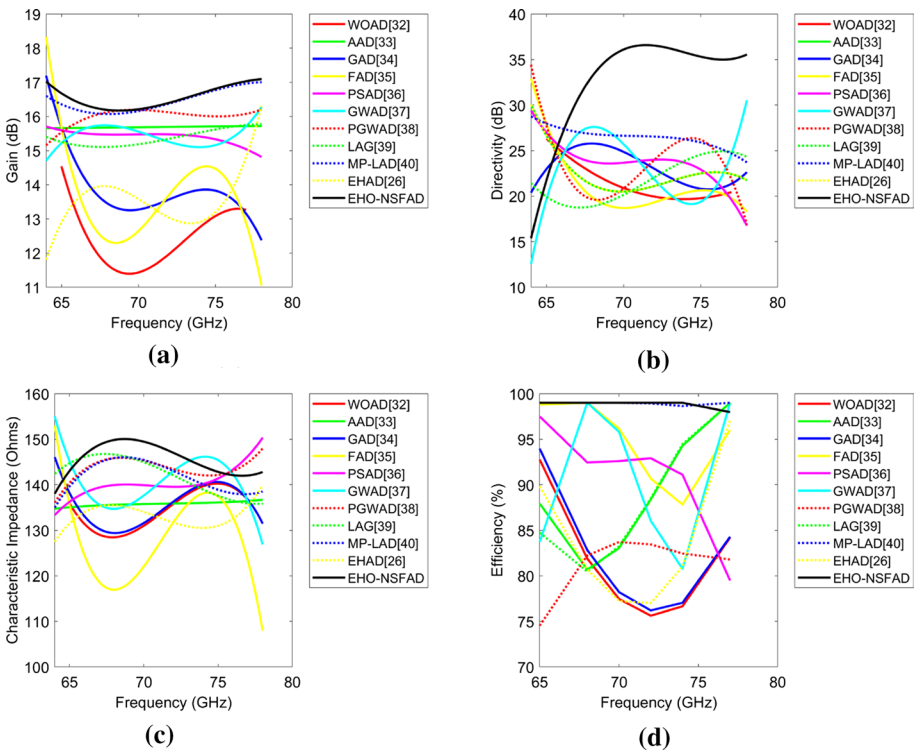 19
18
17
16
15
14
13
12
11
Gain (dB)
65
70
75
80
Frequency (GHz)
WOAD[32]
AAD[33]
GAD[34]
FAD[35]
PSAD[36]
GWAD[37]
PGWAD[38]
LAG[39]
MP-LAD[40]
EHAD[26]
EHO-NSFAD
(a)
40
35
30
25
20
15
10
Directivity (dB)
65
70
75
80
Frequency (GHz)
WOAD[32]
AAD[33]
GAD[34]
FAD[35]
PSAD[36]
GWAD[37]
PGWAD[38]
LAG[39]
MP-LAD[40]
EHAD[26]
EHO-NSFAD
(b)
160
150
140
130
120
110
100
Characteristic Impedance (Ohms)
65
70
75
80
Frequency (GHz)
WOAD[32]
AAD[33]
GAD[34]
FAD[35]
PSAD[36]
GWAD[37]
PGWAD[38]
LAG[39]
MP-LAD[40]
EHAD[26]
EHO-NSFAD
(c)
100
95
90
85
80
75
70
Efficiency (%)
65
70
75
80
Frequency (GHz)
WOAD[32]
AAD[33]
GAD[34]
FAD[35]
PSAD[36]
GWAD[37]
PGWAD[38]
LAG[39]
MP-LAD[40]
EHAD[26]
EHO-NSFAD
(d)